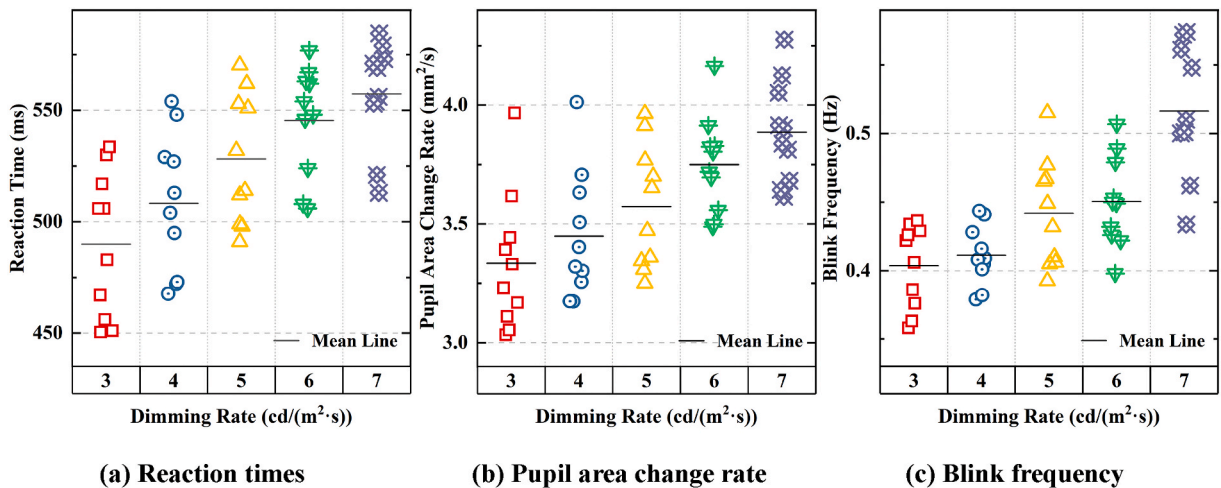 Reaction Time (ms)
550
500
450
Mean Line
3 4 5 6 7
Dimming Rate (cd/(m²·s))
(a) Reaction times
Pupil Area Change Rate (mm²/s)
4.0
3.5
3.0
Mean Line
3 4 5 6 7
Dimming Rate (cd/(m²·s))
(b) Pupil area change rate
Blink Frequency (Hz)
0.5
0.4
Mean Line
3 4 5 6 7
Dimming Rate (cd/(m²·s))
(c) Blink frequency